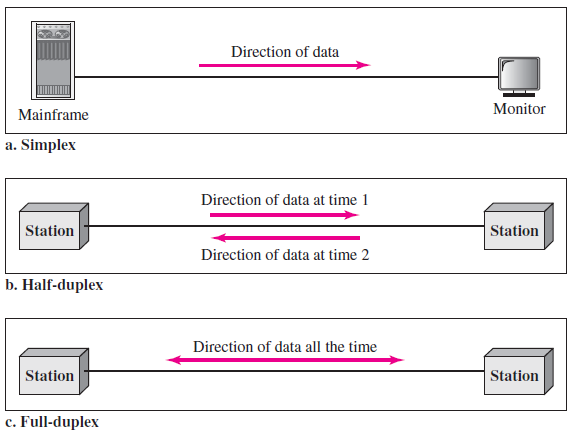 Direction of data
Mainframe
Monitor
a. Simplex
Direction of data at time 1
Station
Station
Direction of data at time 2
b. Half-duplex
Direction of data all the time
Station
Station
c. Full-duplex